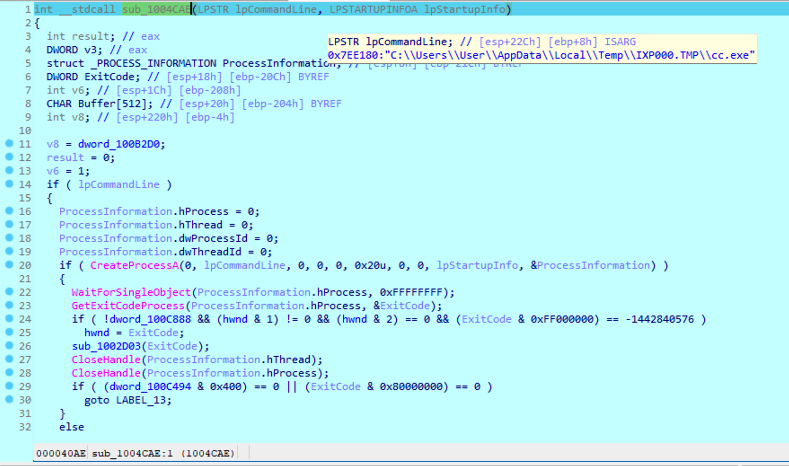 1 int __stdcall sub_1004CAE(LPSTR lpCommandLine, LPSTARTUPINFOA lpStartupInfo)
2 {
3 int result; // eax
4 DWORD v3; // eax
5 struct _PROCESS_INFORMATION ProcessInformation; // [esp+8h] [ebp-21Ch] BYREF
LPSTR lpCommandLine; // [esp+22Ch] [ebp+8h] ISARG
0x7EE180:"C:\\Users\\User\\AppData\\Local\\Temp\\IXP000.TMP\\cc.exe"
6 DWORD ExitCode; // [esp+18h] [ebp-20Ch] BYREF
7 int v6; // [esp+1Ch] [ebp-208h]
8 CHAR Buffer[512]; // [esp+20h] [ebp-204h] BYREF
9 int v8; // [esp+220h] [ebp-4h]
10
11 v8 = dword_100B2D0;
12 result = 0;
13 v6 = 1;
14 if ( lpCommandLine )
15 {
16 ProcessInformation.hProcess = 0;
17 ProcessInformation.hThread = 0;
18 ProcessInformation.dwProcessId = 0;
19 ProcessInformation.dwThreadId = 0;
20 if ( CreateProcessA(0, lpCommandLine, 0, 0, 0, 0x20u, 0, 0, lpStartupInfo, &ProcessInformation) )
21 {
22 WaitForSingleObject(ProcessInformation.hProcess, 0xFFFFFFFF);
23 GetExitCodeProcess(ProcessInformation.hProcess, &ExitCode);
24 if ( !dword_100C888 && (hwnd & 1) != 0 && (hwnd & 2) == 0 && (ExitCode & 0xFF000000) == -1442840576 )
25 hwnd = ExitCode;
26 sub_1002D03(ExitCode);
27 CloseHandle(ProcessInformation.hThread);
28 CloseHandle(ProcessInformation.hProcess);
29 if ( (dword_100C494 & 0x400) == 0 || (ExitCode & 0x80000000) == 0 )
30 goto LABEL_13;
31 }
32 else
000040AE sub_1004CAE:1 (1004CAE)